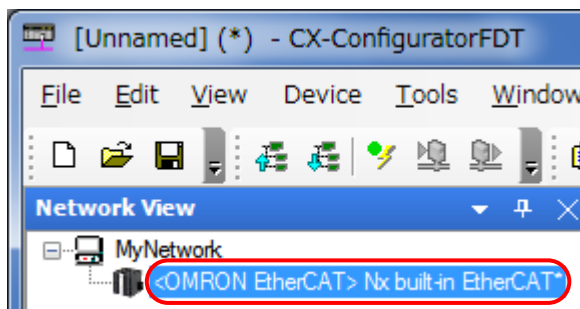 [Unnamed] (*) - CX-ConfiguratorFDT
File Edit View Device Tools Window
Network View
MyNetwork
<OMRON EtherCAT> Nx built-in EtherCAT*